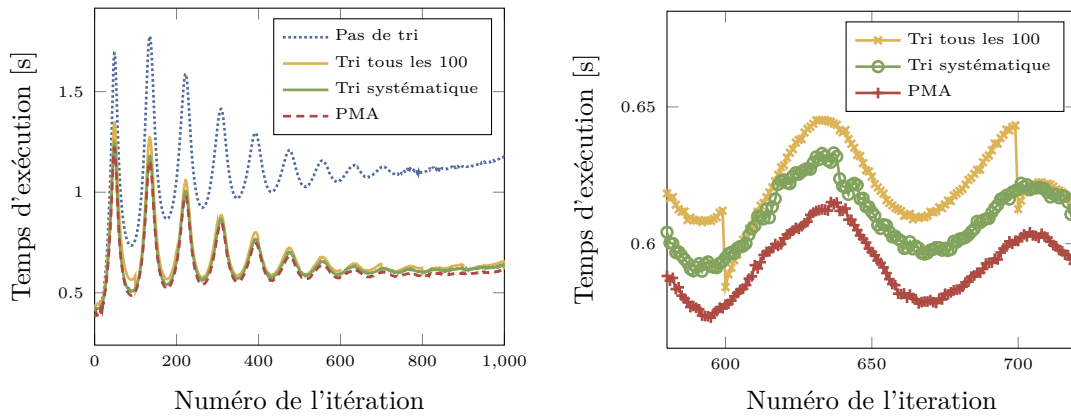 Temps d'exécution [s]
1.5
1
0.5
0
200
400
600
800
1,000
Numéro de l'itération
Pas de tri
Tri tous les 100
Tri systématique
PMA
Temps d'exécution [s]
0.65
0.6
600
650
700
Numéro de l'iteration
Tri tous les 100
Tri systématique
PMA